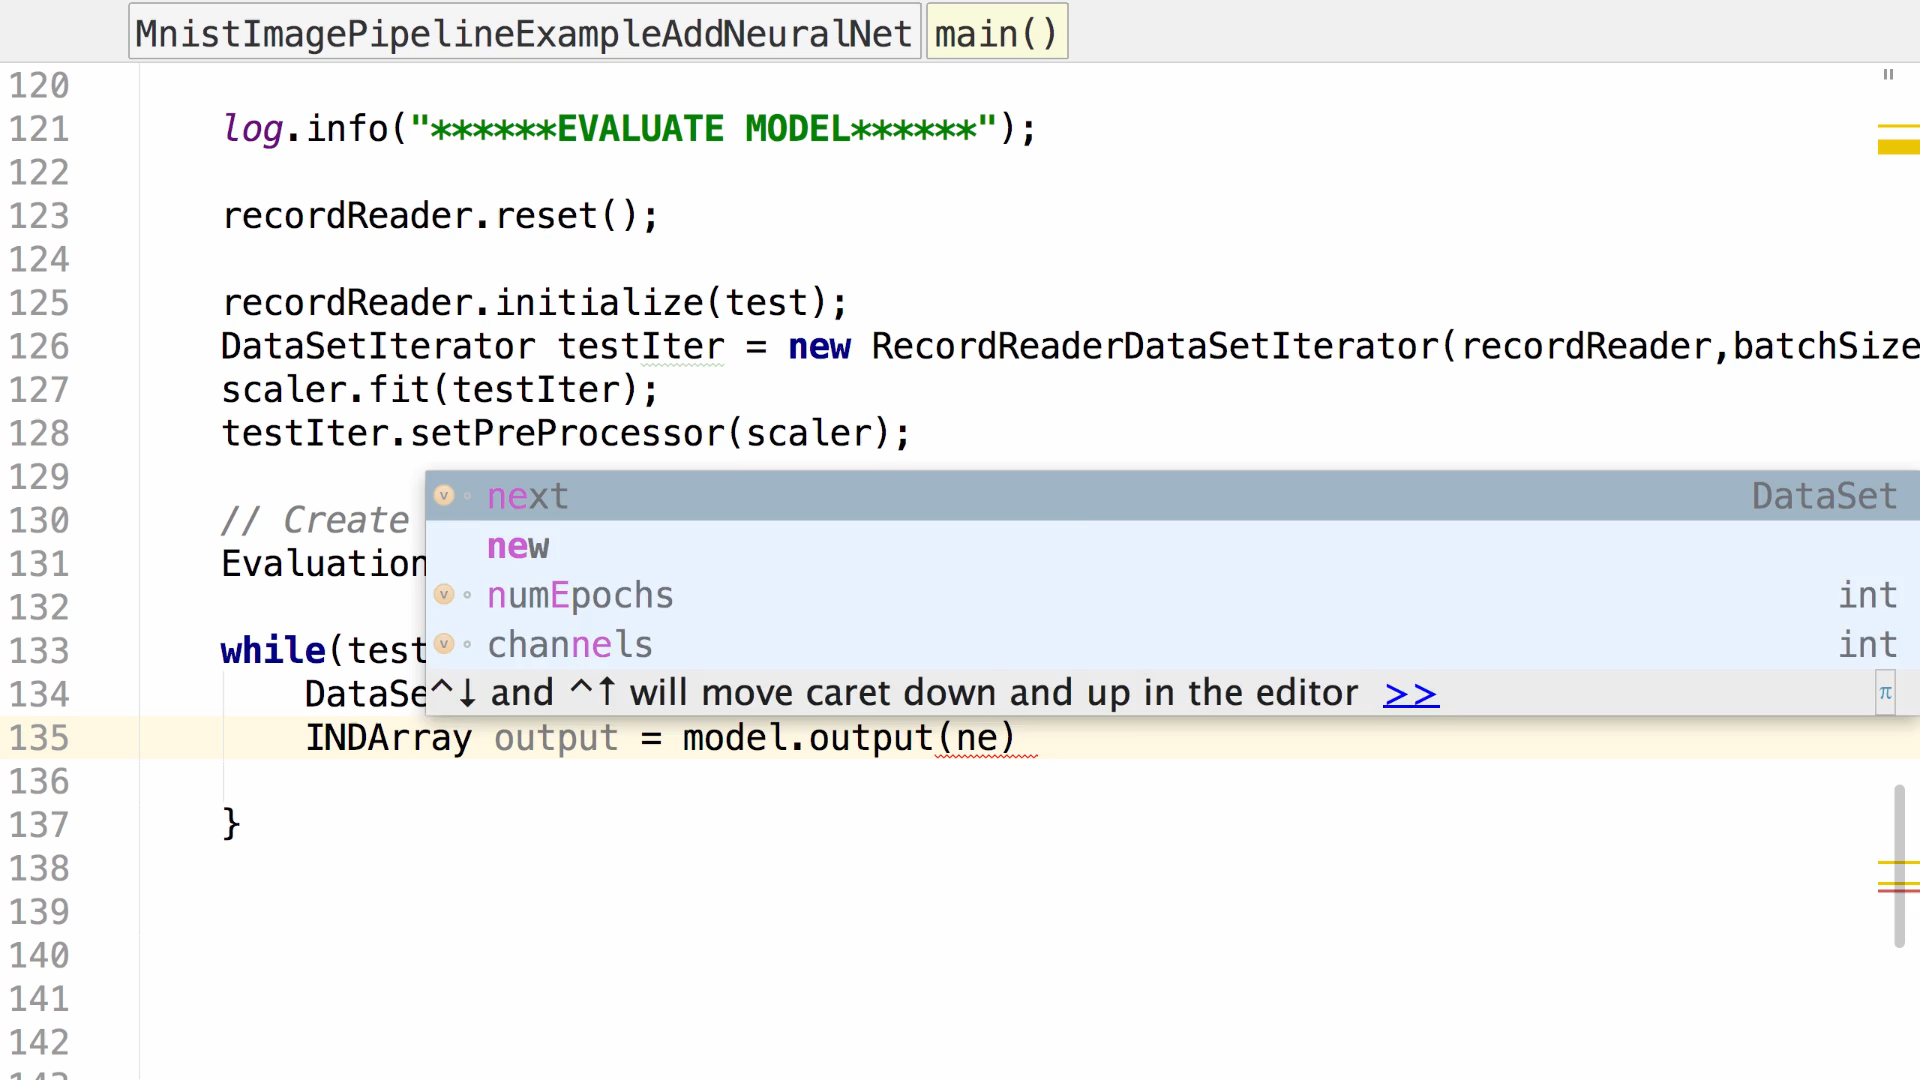 MnistImagePipelineExampleAddNeuralNet main()
120
121 log.info("******EVALUATE MODEL******");
122
123 recordReader.reset();
124
125 recordReader.initialize(test);
126 DataSetIterator testIter = new RecordReaderDataSetIterator(recordReader,batchSize
127 scaler.fit(testIter);
128 testIter.setPreProcessor(scaler);
129
next DataSet
130 // Create
new
131 Evaluation
numEpochs int
132
channels int
133 while(test
134 DataSe
^↓ and ^↑ will move caret down and up in the editor >> π
135 INDArray output = model.output(ne)
136
137 }
138
139
140
141
142